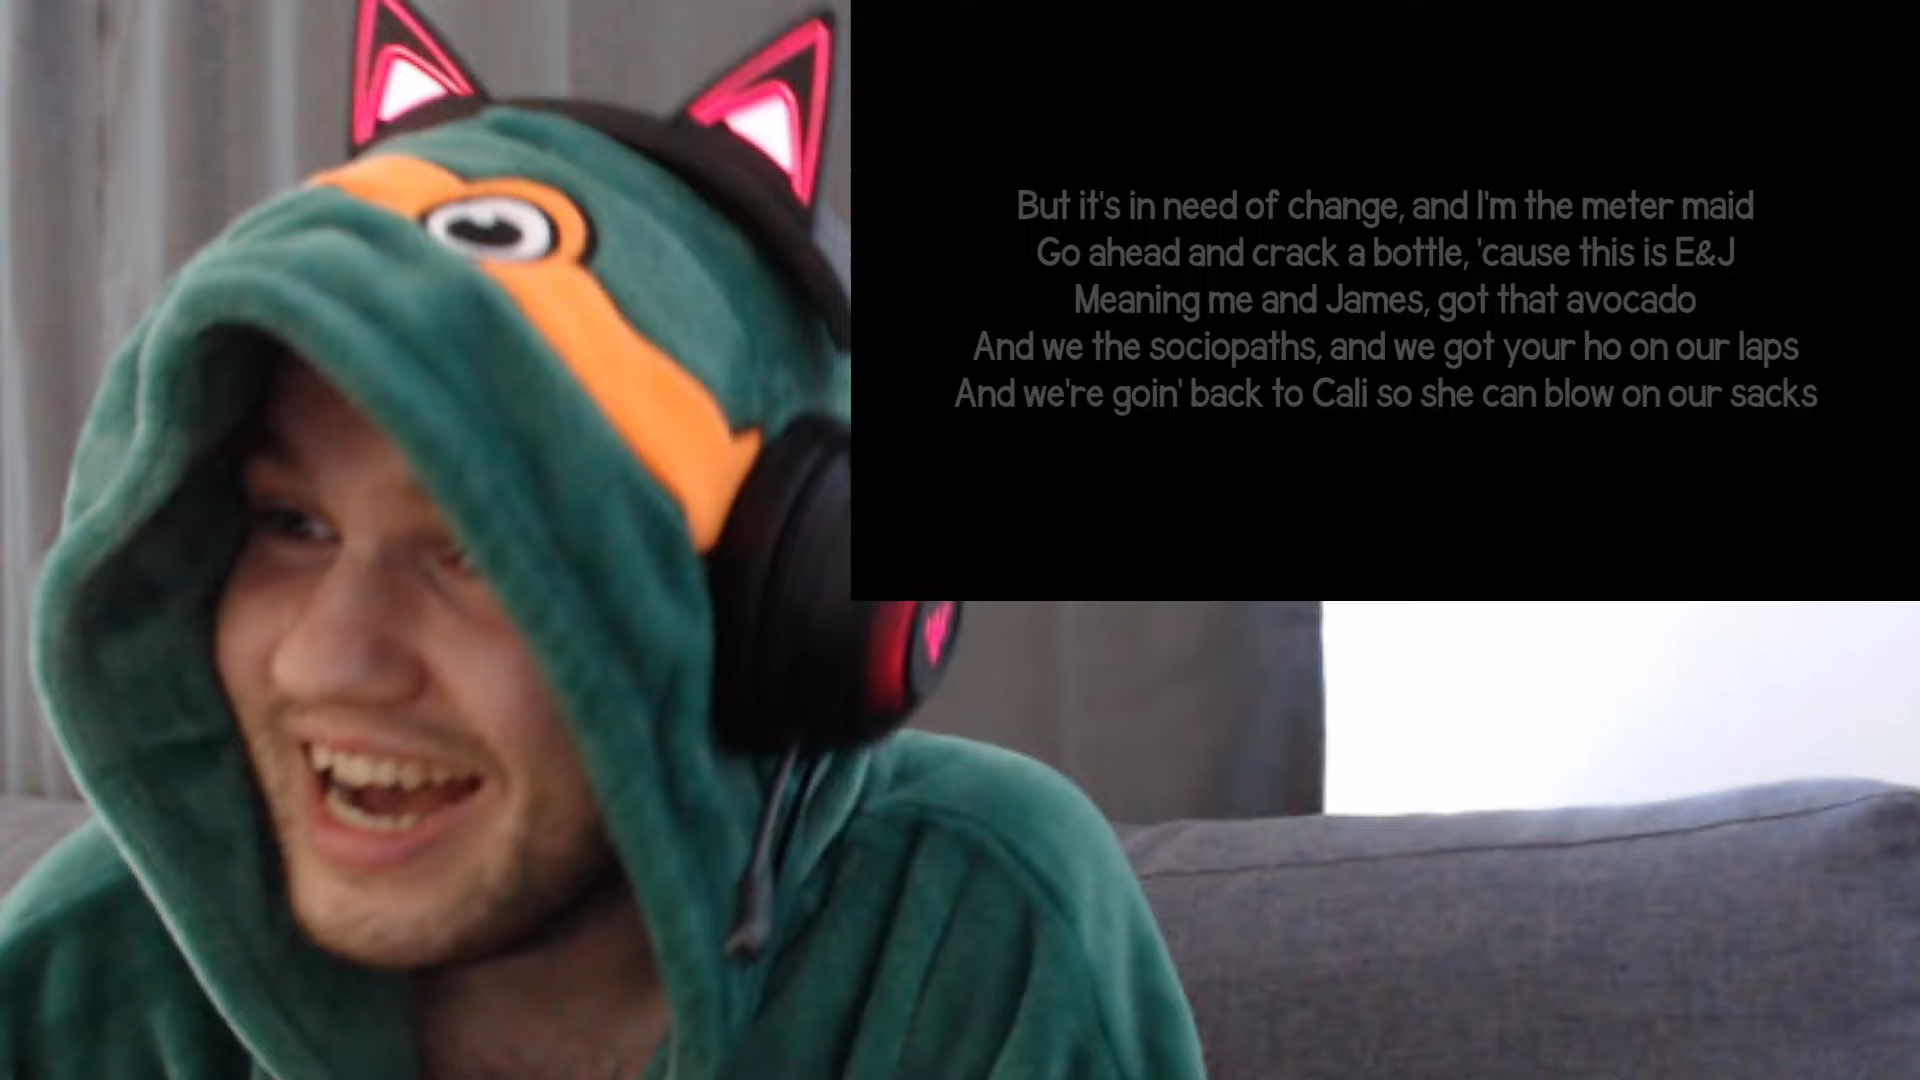 But it's in need of change, and I'm the meter maid
Go ahead and crack a bottle, 'cause this is E&J
Meaning me and James, got that avocado
And we the sociopaths, and we got your ho on our laps
And we're goin' back to Cali so she can blow on our sacks